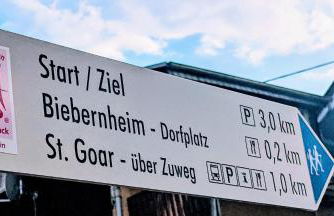 Start / Ziel P 3,0 km
Biebernheim - Dorfplatz 0,2 km
St. Goar - über Zuweg P i 1,0 km